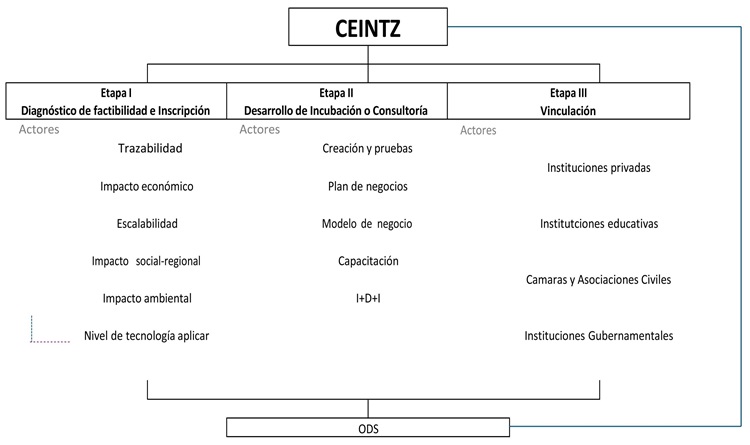 CEINTZ
Etapa I
Diagnóstico de factibilidad e Inscripción
Etapa II
Desarrollo de Incubación o Consultoría
Etapa III
Vinculación
Actores
Trazabilidad
Impacto económico
Escalabilidad
Impacto social-regional
Impacto ambiental
Nivel de tecnología aplicar
Actores
Creación y pruebas
Plan de negocios
Modelo de negocio
Capacitación
I+D+I
Actores
Instituciones privadas
Institutciones educativas
Camaras y Asociaciones Civiles
Instituciones Gubernamentales
ODS